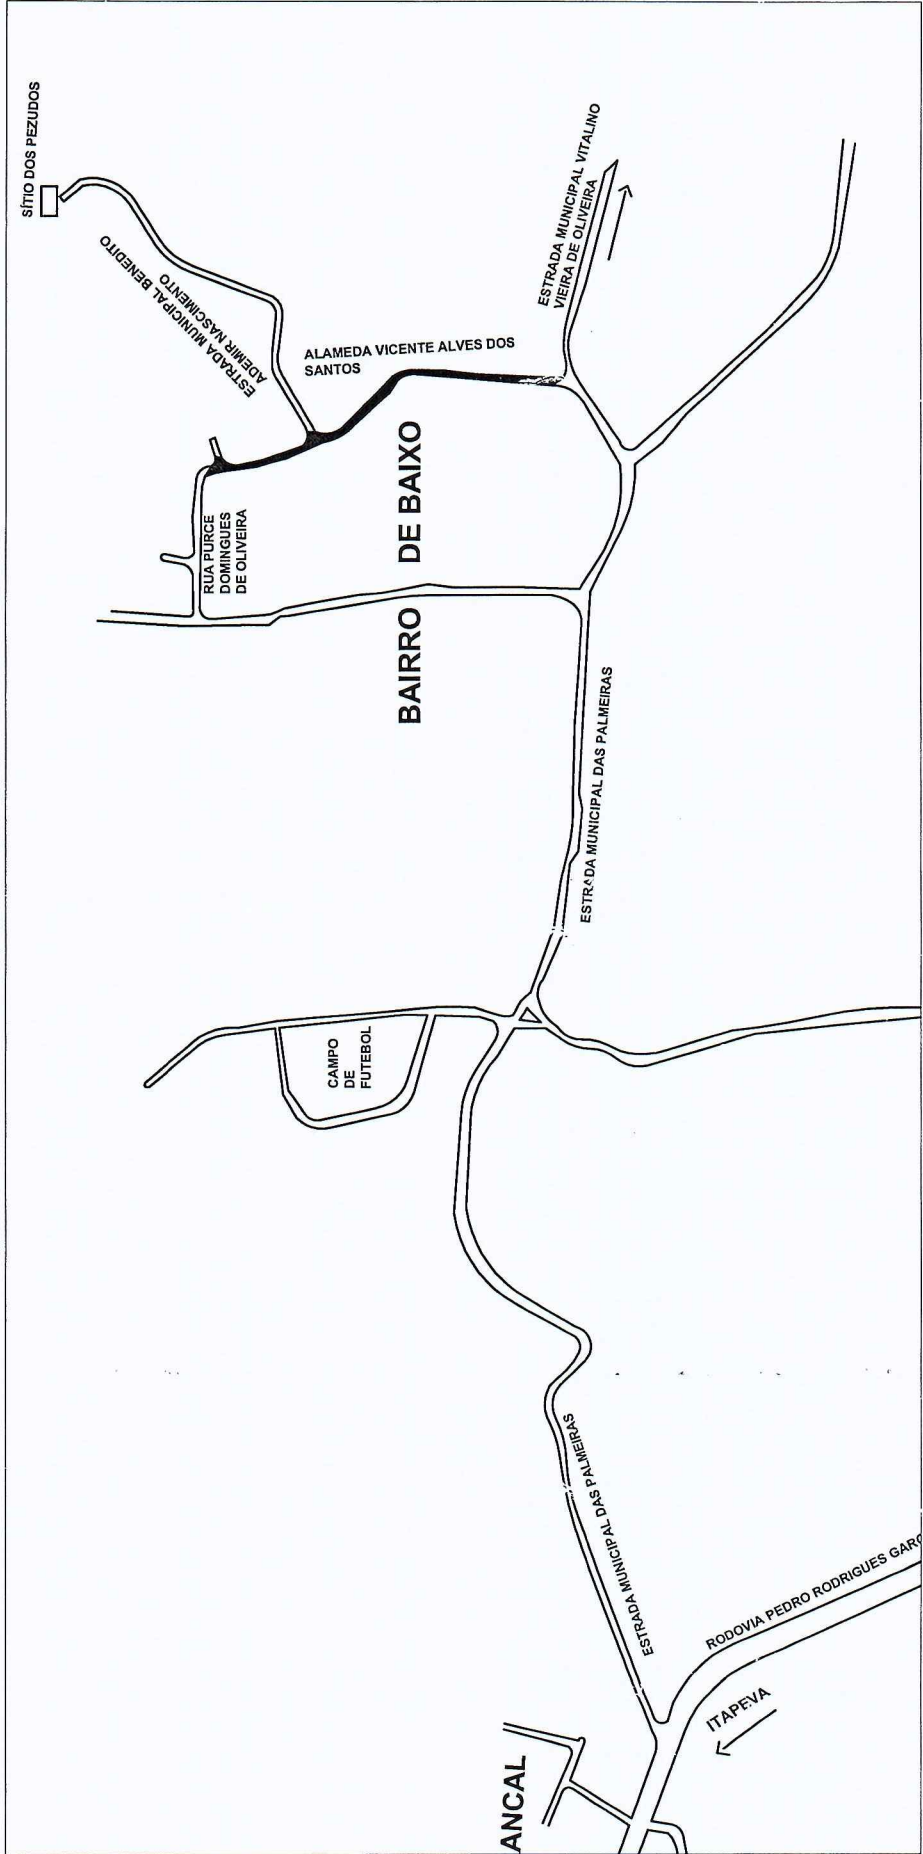 SÍTIO DOS PEZUDOS
ESTRADA MUNICIPAL BENEDITO
ADEMIR NASCIMENTO
ALAMEDA VICENTE ALVES DOS
SANTOS
ESTRADA MUNICIPAL VITALINO
VIEIRA DE OLIVEIRA
RUA PURCE
DOMINGUES
DE OLIVEIRA
BAIRRO DE BAIXO
ESTRADA MUNICIPAL DAS PALMEIRAS
CAMPO
DE
FUTEBOL
ESTRADA MUNICIPAL DAS PALMEIRAS
RODOVIA PEDRO RODRIGUES GARC
ITAPEVA
ANCAL